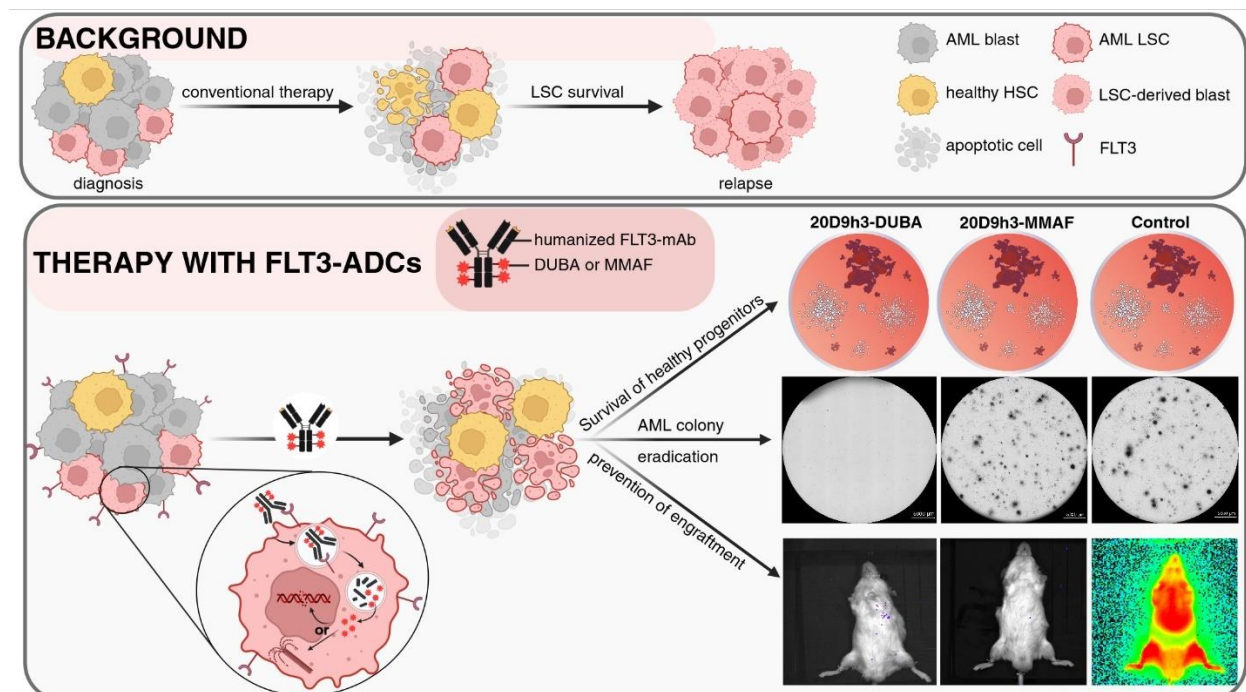 BACKGROUND
conventional therapy
LSC survival
diagnosis
relapse
AML blast
AML LSC
healthy HSC
LSC-derived blast
apoptotic cell
FLT3
THERAPY WITH FLT3-ADCs
humanized FLT3-mAb
DUBA or MMAF
20D9h3-DUBA
20D9h3-MMAF
Control
Survival of healthy progenitors
AML colony
eradication
prevention of engraftment
or